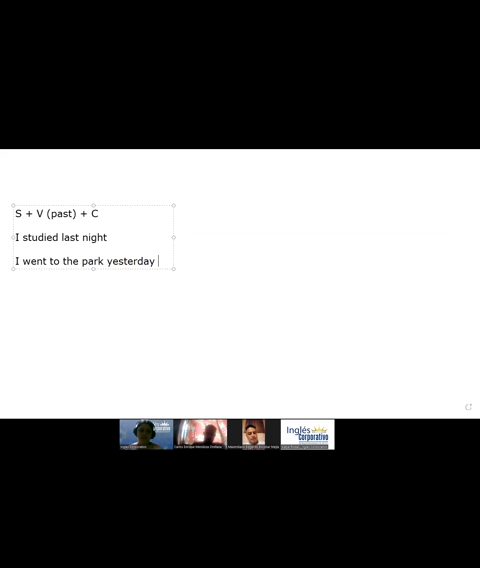 S + V (past) + C
I studied last night
I went to the park yesterday
Inglés
Corporativo